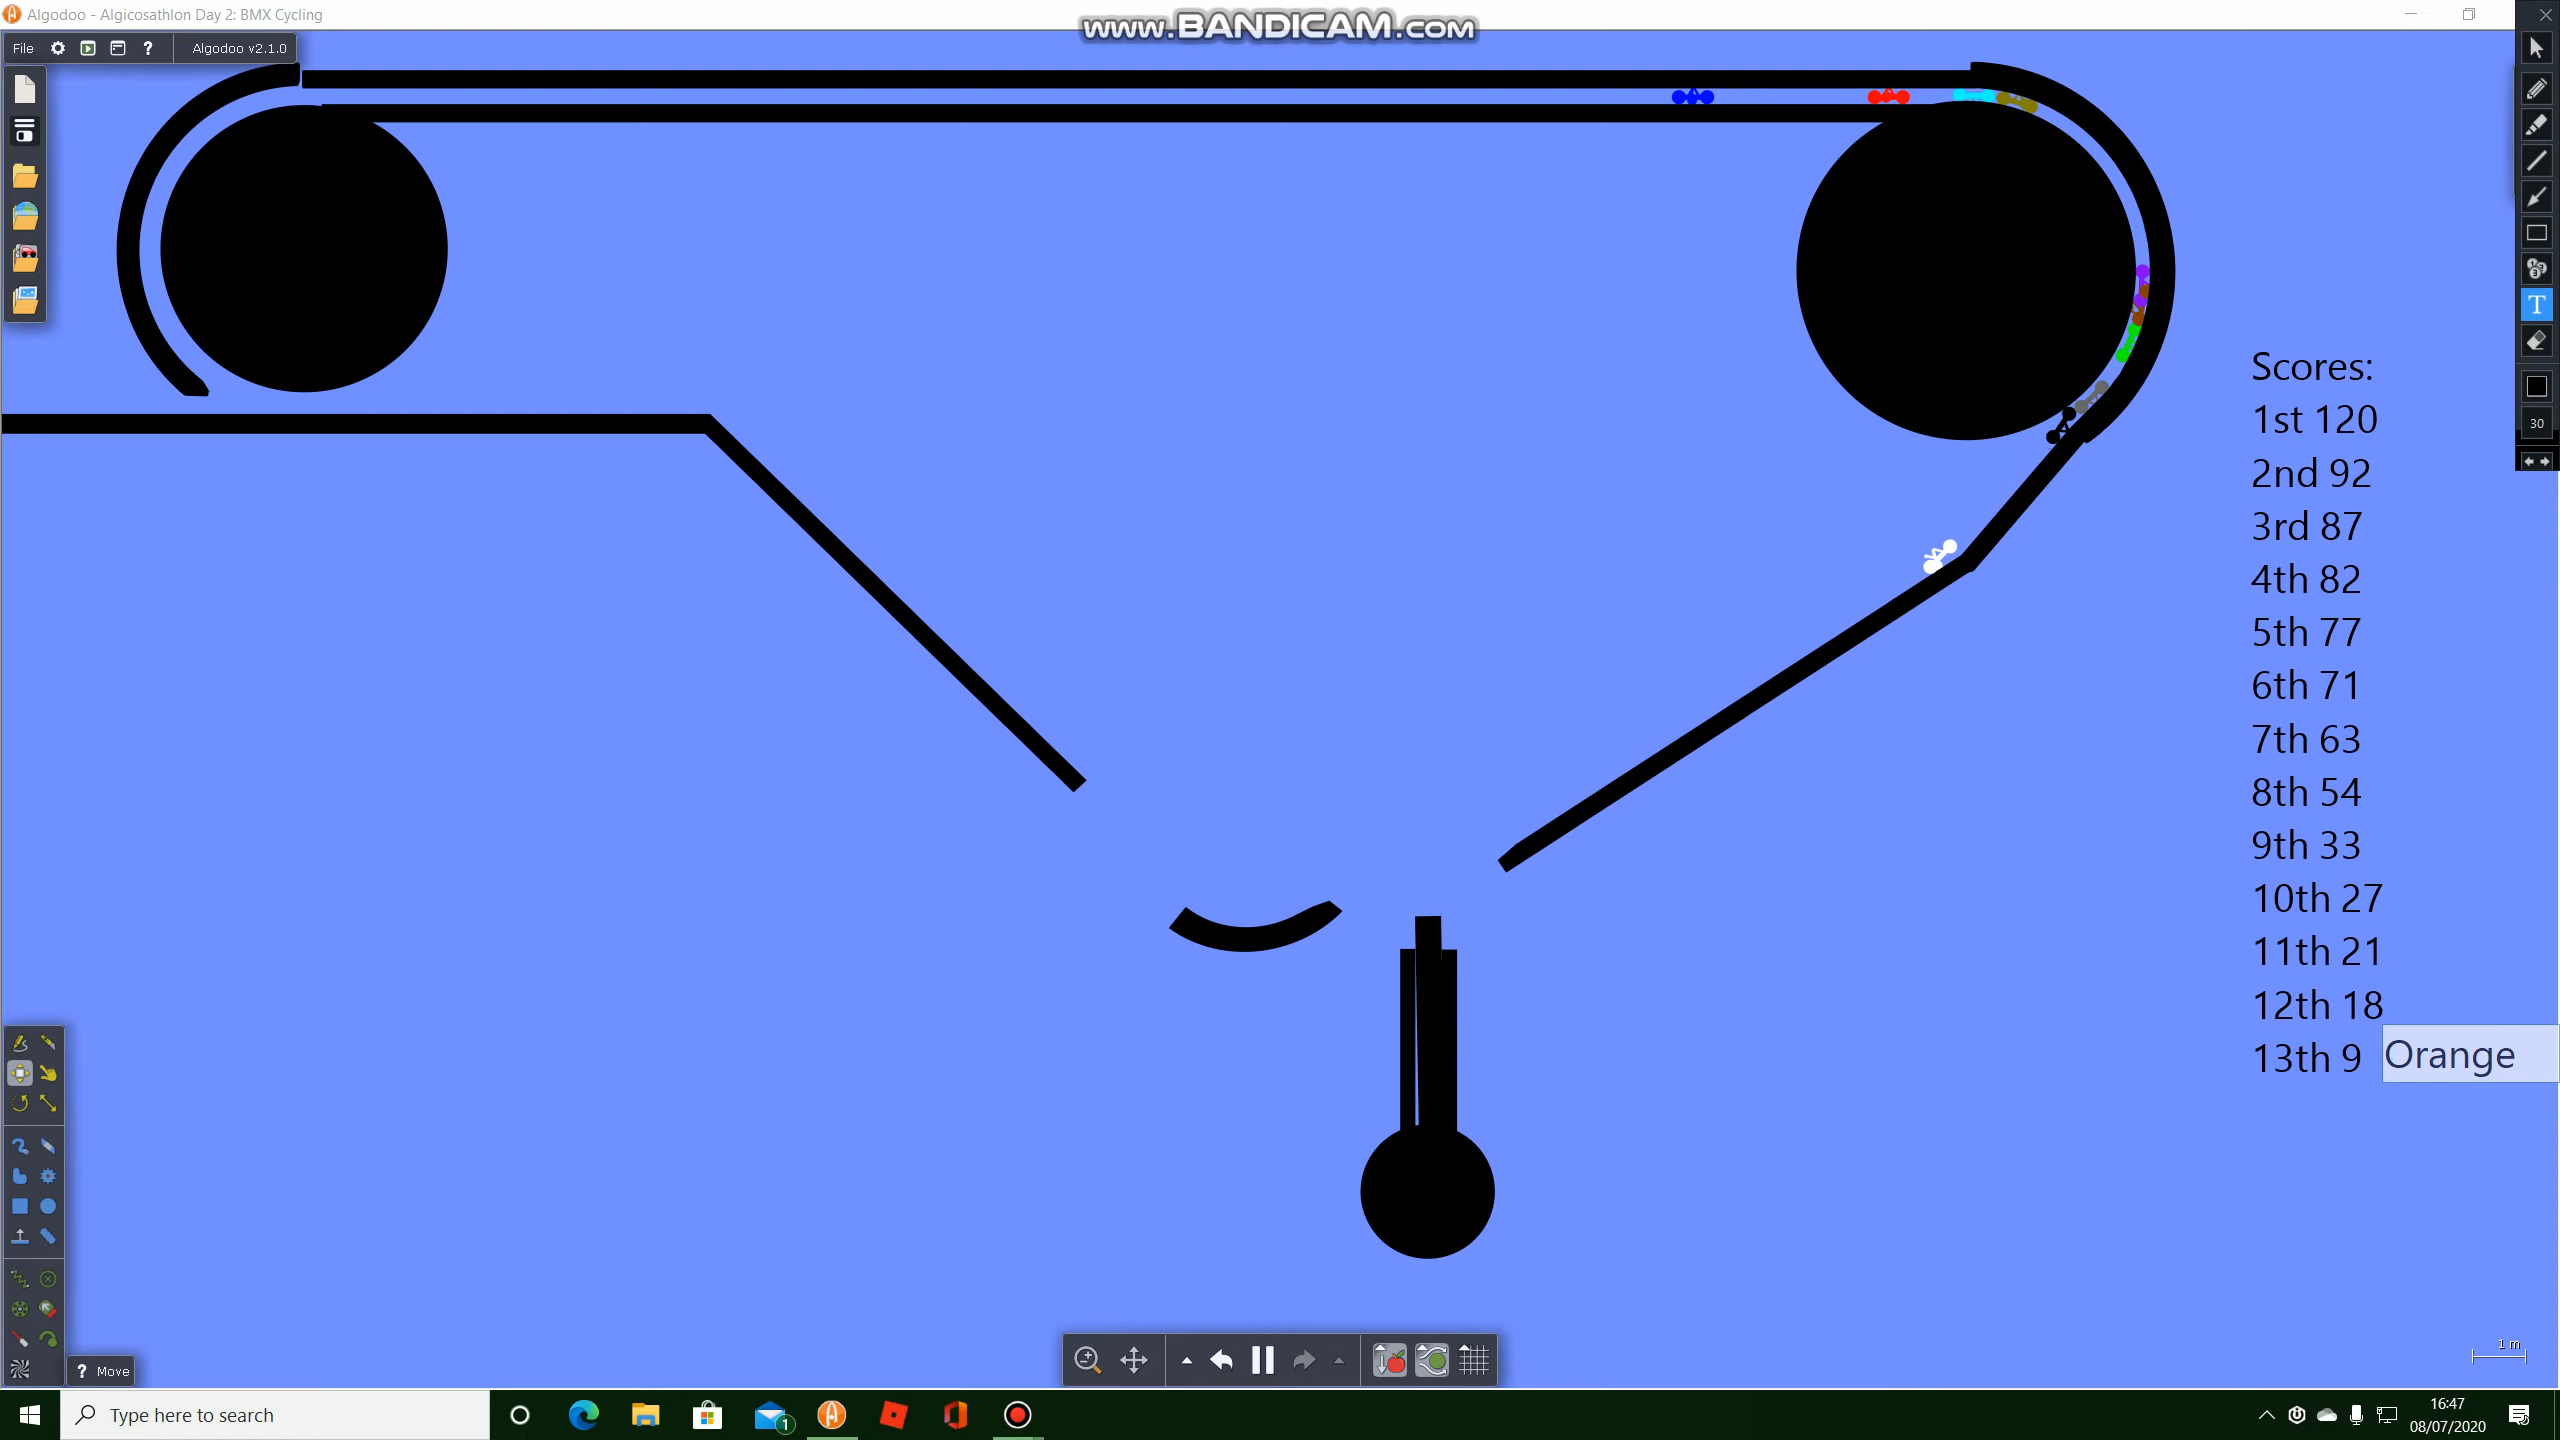 Algodoo - Algicosathlon Day 2: BMX Cycling
www.BANDICAM.com
File ? Algodoo v2.1.0
T
30
Scores:
1st 120
2nd 92
3rd 87
4th 82
5th 77
6th 71
7th 63
8th 54
9th 33
10th 27
11th 21
12th 18
13th 9 Orange
1 m
? Move
Type here to search
1
16:47
08/07/2020